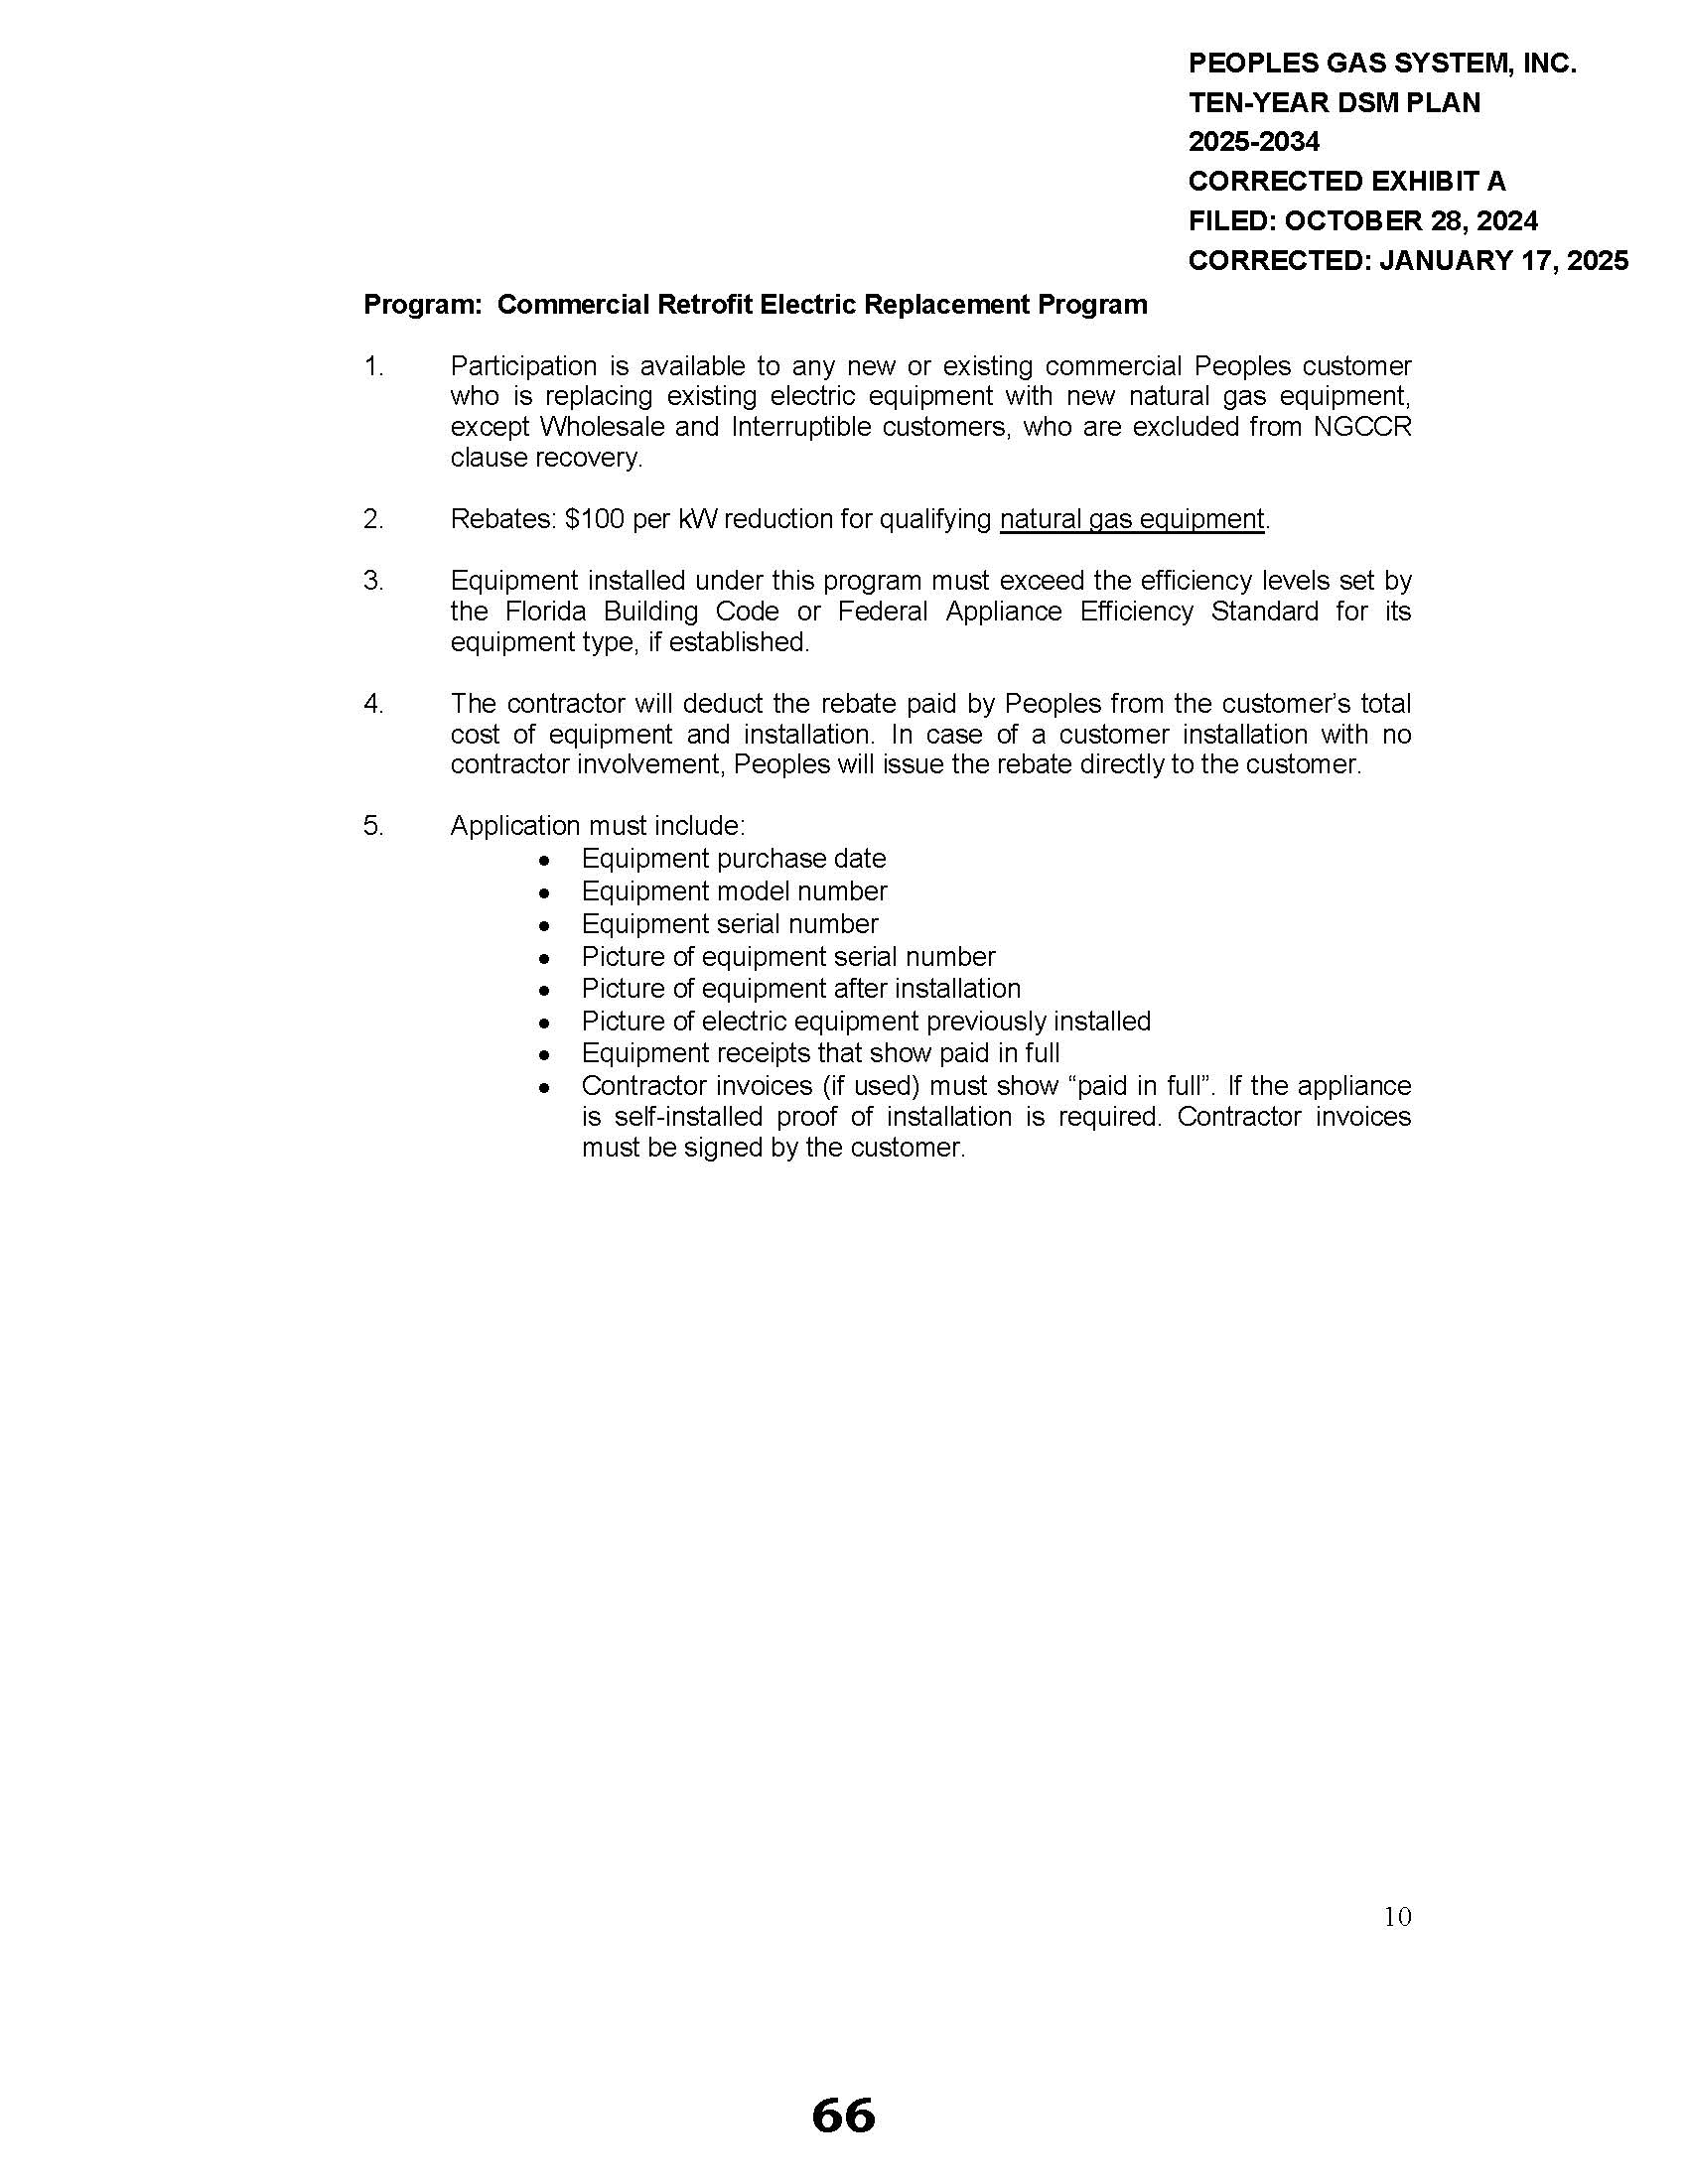 PEOPLES GAS SYSTEM, INC.
TEN-YEAR DSM PLAN
2025-2034
CORRECTED EXHIBIT A
FILED: OCTOBER 28, 2024
CORRECTED: JANUARY 17, 2025
Program: Commercial Retrofit Electric Replacement Program
1. Participation is available to any new or existing commercial Peoples customer
who is replacing existing electric equipment with new natural gas equipment,
except Wholesale and Interruptible customers, who are excluded from NGCCR
clause recovery.
2. Rebates: $100 per kW reduction for qualifying natural gas equipment.
3. Equipment installed under this program must exceed the efficiency levels set by
the Florida Building Code or Federal Appliance Efficiency Standard for its
equipment type, if established.
4. The contractor will deduct the rebate paid by Peoples from the customer’s total
cost of equipment and installation. In case of a customer installation with no
contractor involvement, Peoples will issue the rebate directly to the customer.
5. Application must include:
• Equipment purchase date
• Equipment model number
• Equipment serial number
• Picture of equipment serial number
• Picture of equipment after installation
• Picture of electric equipment previously installed
• Equipment receipts that show paid in full
• Contractor invoices (if used) must show “paid in full”. If the appliance
is self-installed proof of installation is required. Contractor invoices
must be signed by the customer.
10
66